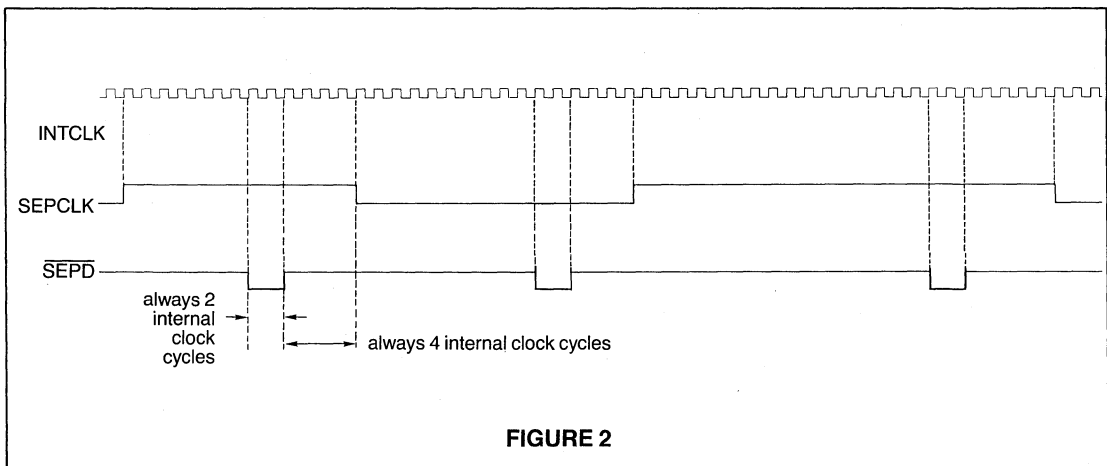 INTCLK
SEPCLK
SEPD
always 2
internal
clock
cycles
always 4 internal clock cycles
FIGURE 2